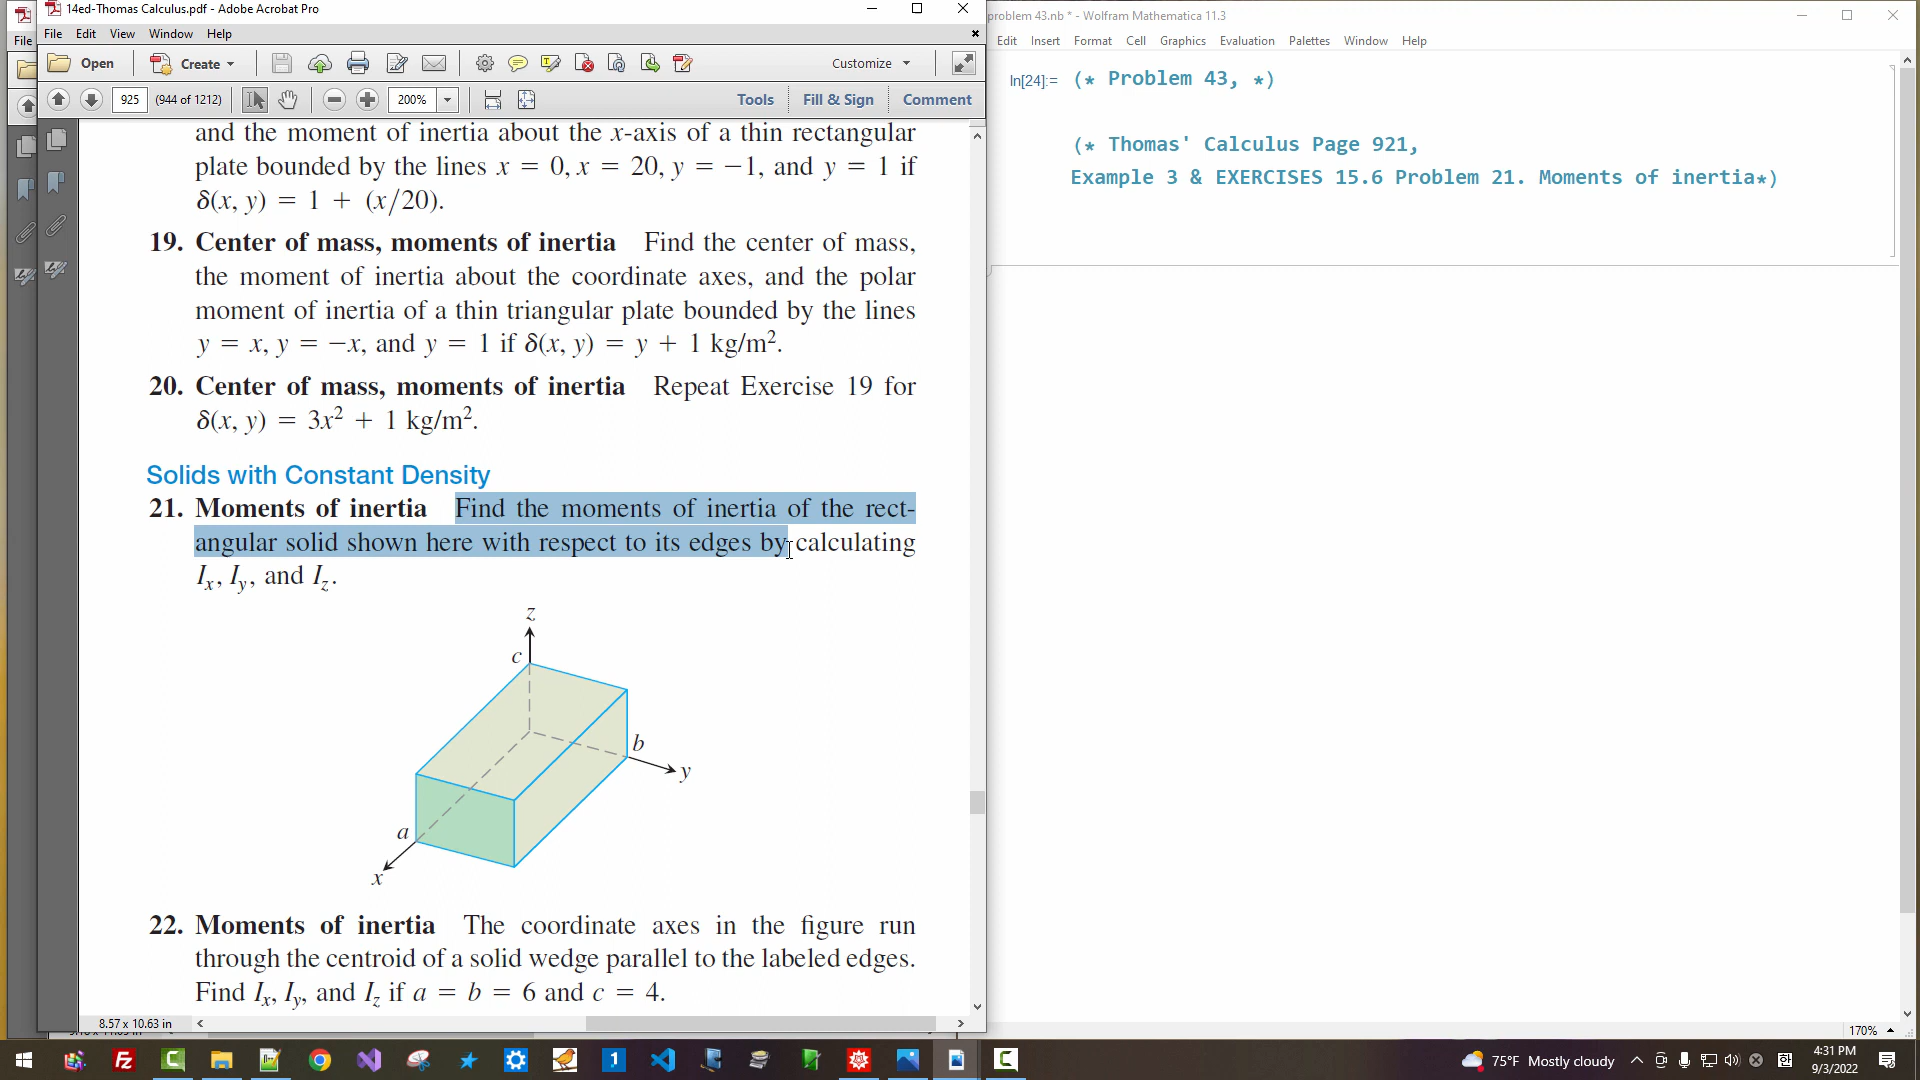 14ed-Thomas Calculus.pdf - Adobe Acrobat Pro
File Edit View Window Help
Open Create Customize
925 (944 of 1212) 200% Tools Fill & Sign Comment
and the moment of inertia about the x-axis of a thin rectangular
plate bounded by the lines x = 0, x = 20, y = −1, and y = 1 if
δ(x, y) = 1 + (x/20).
19. Center of mass, moments of inertia Find the center of mass,
the moment of inertia about the coordinate axes, and the polar
moment of inertia of a thin triangular plate bounded by the lines
y = x, y = −x, and y = 1 if δ(x, y) = y + 1 kg/m².
20. Center of mass, moments of inertia Repeat Exercise 19 for
δ(x, y) = 3x² + 1 kg/m².
Solids with Constant Density
21. Moments of inertia Find the moments of inertia of the rect-
angular solid shown here with respect to its edges by calculating
Iₓ, I_y, and I_z.
z
c
b
y
a
x
22. Moments of inertia The coordinate axes in the figure run
through the centroid of a solid wedge parallel to the labeled edges.
Find Iₓ, I_y, and I_z if a = b = 6 and c = 4.
8.57 x 10.63 in
File
problem 43.nb * - Wolfram Mathematica 11.3
Edit Insert Format Cell Graphics Evaluation Palettes Window Help
In[24]:= (* Problem 43, *)
(* Thomas' Calculus Page 921,
Example 3 & EXERCISES 15.6 Problem 21. Moments of inertia*)
170%
75°F Mostly cloudy
한
4:31 PM
9/3/2022